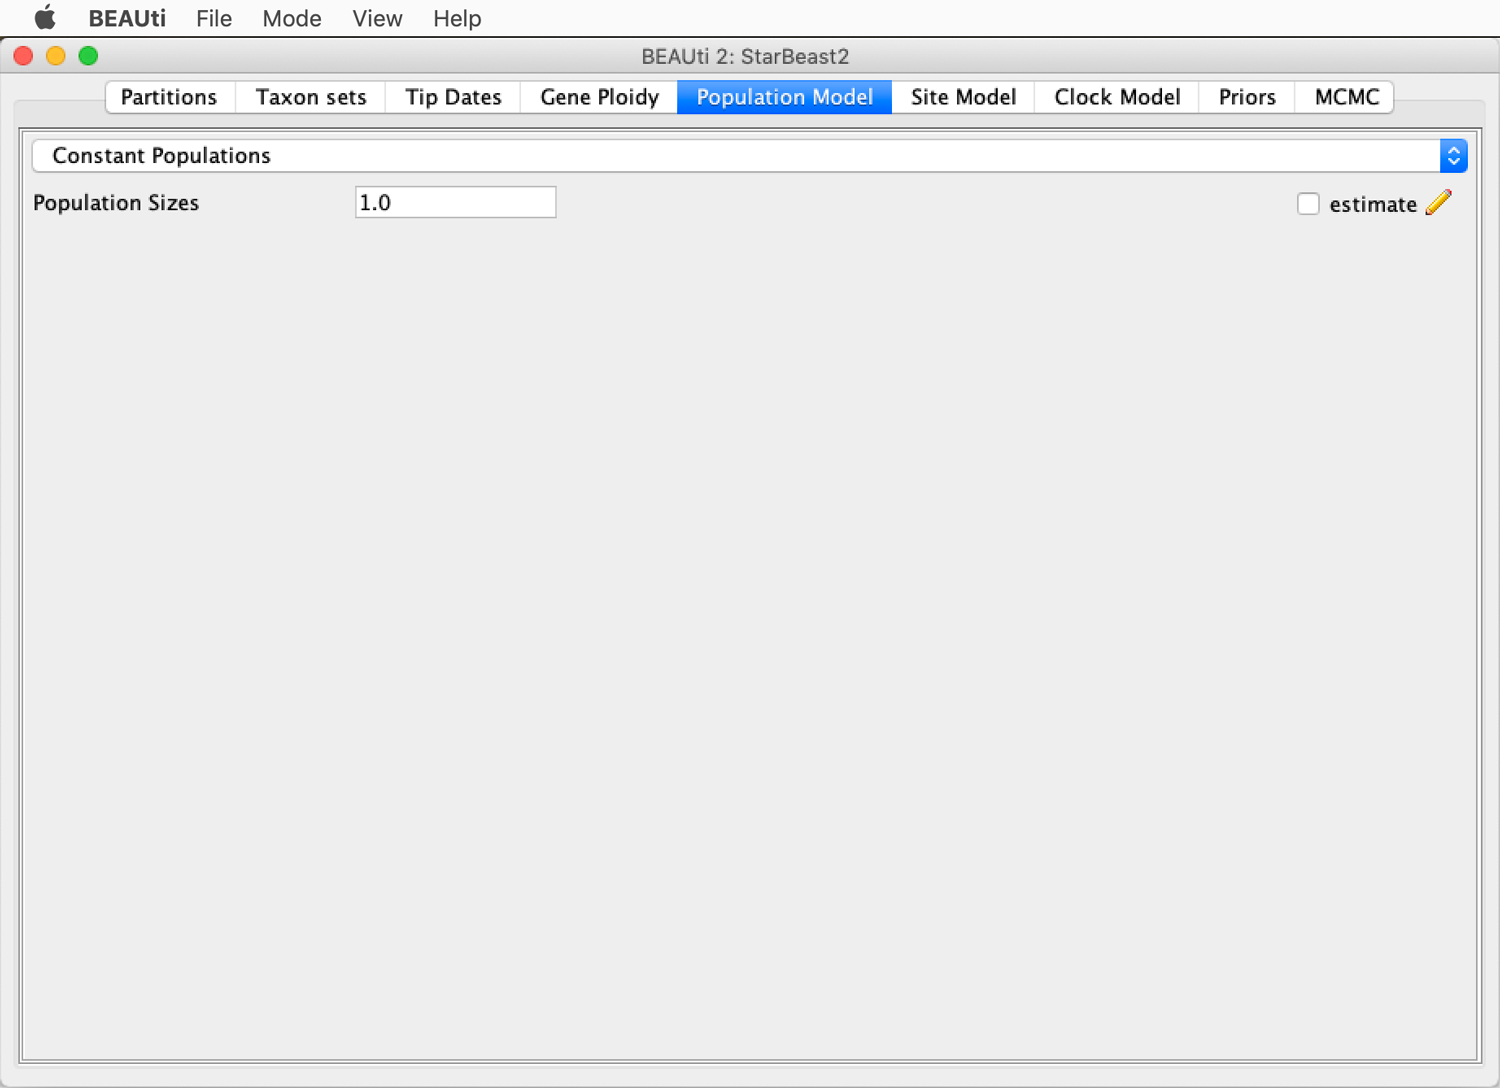 BEAUti File Mode View Help
BEAUti 2: StarBeast2
Partitions Taxon sets Tip Dates Gene Ploidy Population Model Site Model Clock Model Priors MCMC
Constant Populations
Population Sizes 1.0 estimate